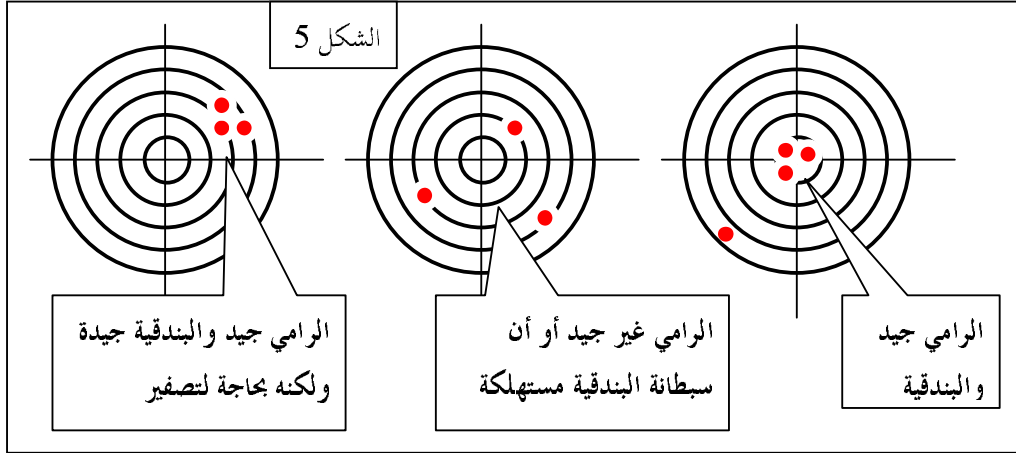 الشكل 5
الرامي جيد
والبندقية
الرامي غير جيد أو أن
سبطانة البندقية مستهلكة
الرامي جيد والبندقية جيدة
ولكنه بحاجة لتصفير